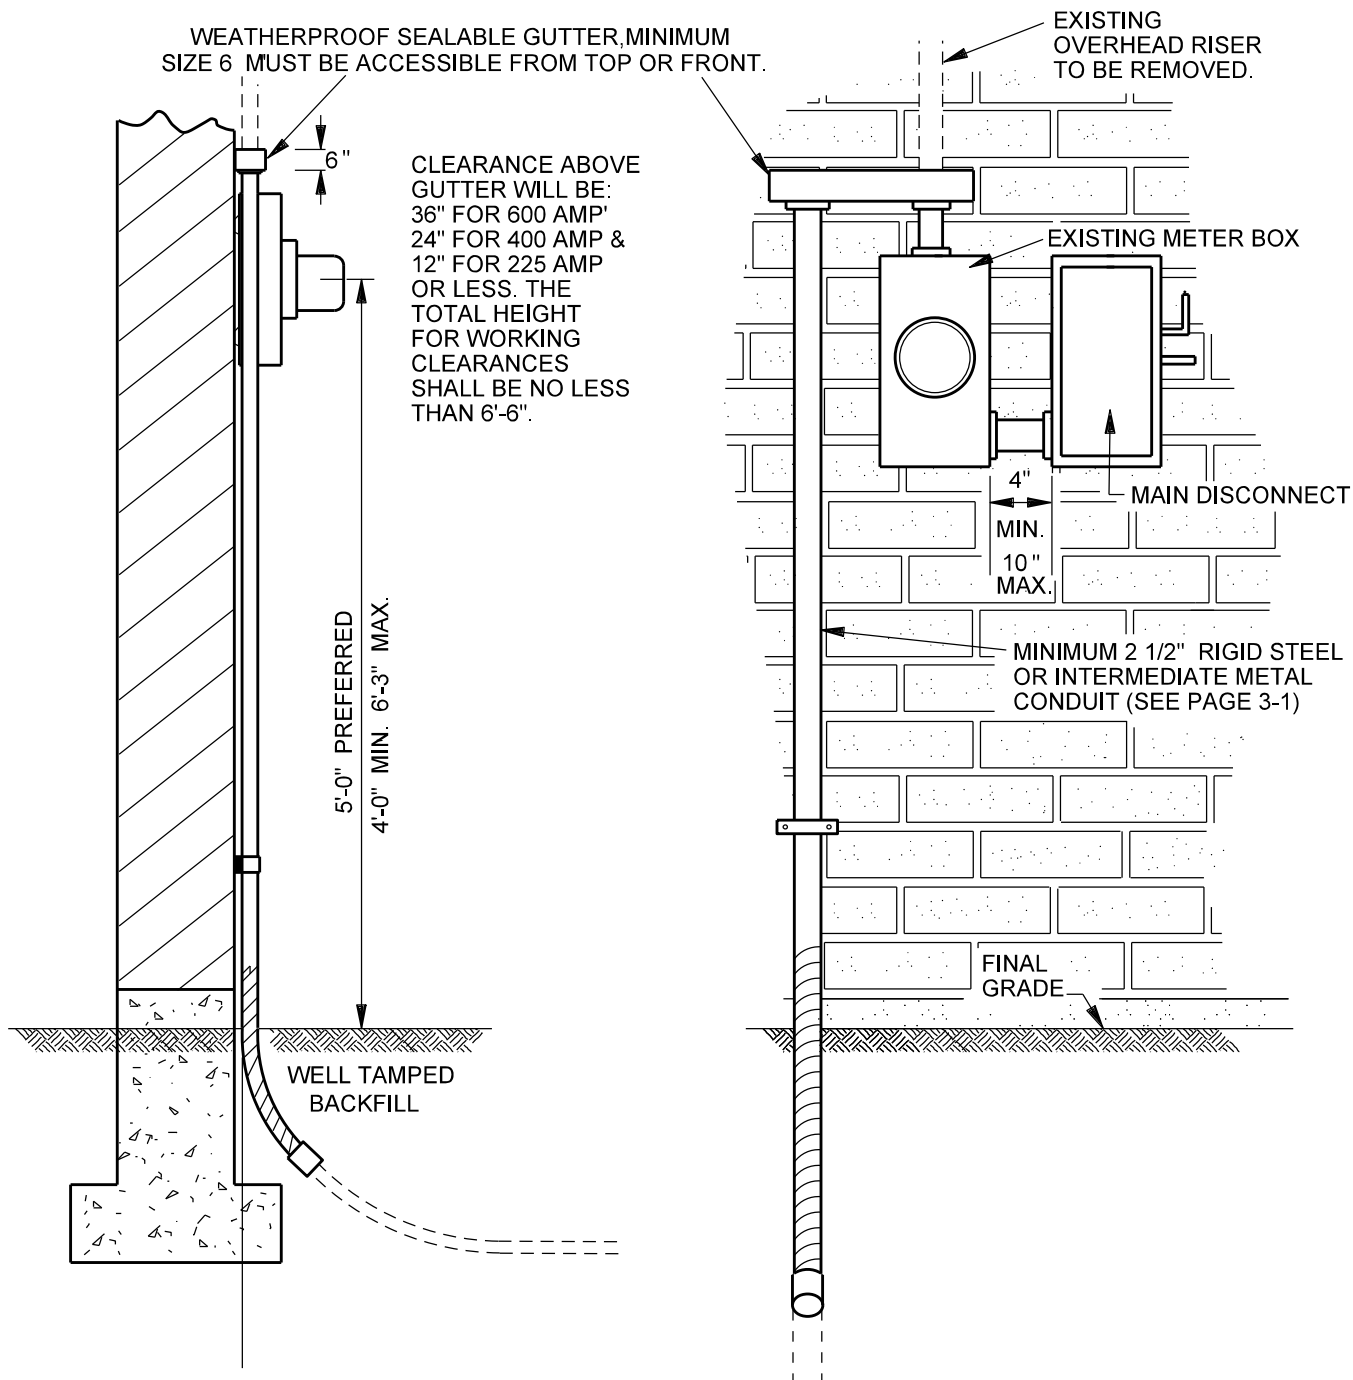 WEATHERPROOF SEALABLE GUTTER,MINIMUM
SIZE 6 M'UST BE ACCESSIBLE FROM TOP OR FRONT.
EXISTING
OVERHEAD RISER
TO BE REMOVED.
6"
CLEARANCE ABOVE
GUTTER WILL BE:
36" FOR 600 AMP'
24" FOR 400 AMP &
12" FOR 225 AMP
OR LESS. THE
TOTAL HEIGHT
FOR WORKING
CLEARANCES
SHALL BE NO LESS
THAN 6'-6".
EXISTING METER BOX
MAIN DISCONNECT
4"
MIN.
10"
MAX.
5'-0" PREFERRED
4'-0" MIN. 6'-3" MAX.
MINIMUM 2 1/2" RIGID STEEL
OR INTERMEDIATE METAL
CONDUIT (SEE PAGE 3-1)
FINAL
GRADE
WELL TAMPED
BACKFILL